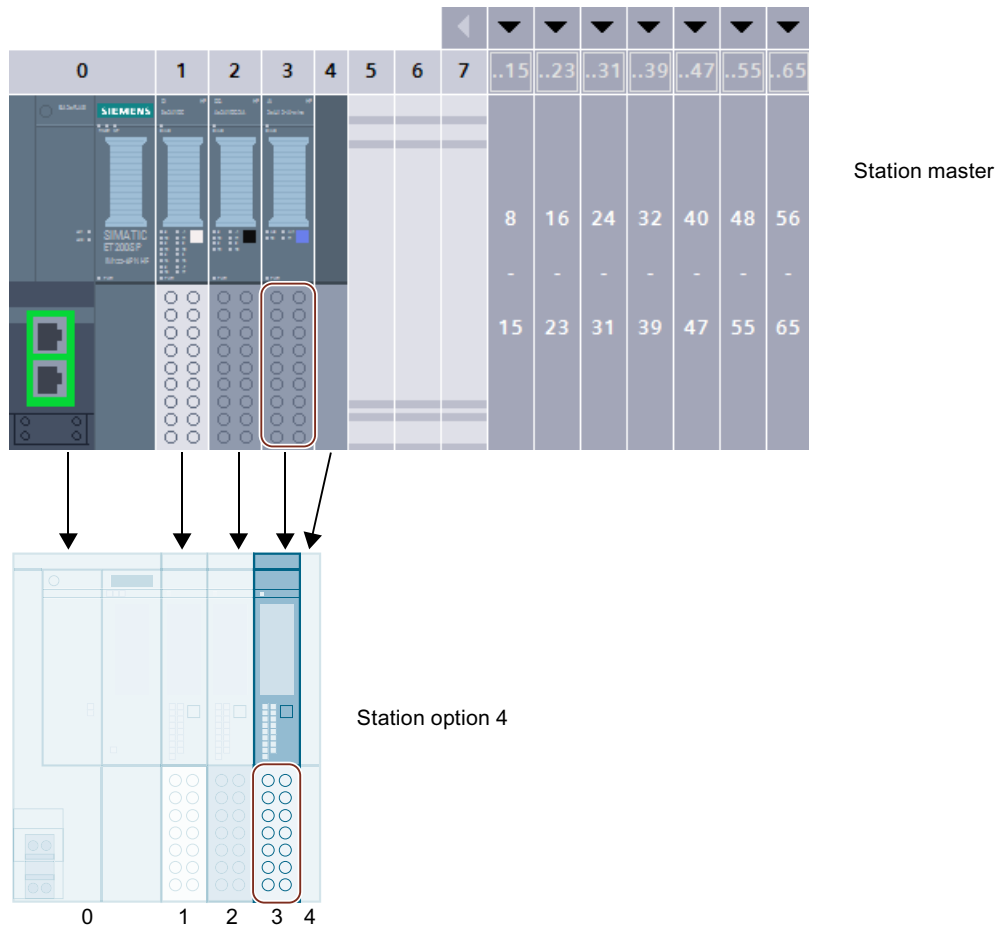 0 1 2 3 4 5 6 7 ..15 ..23 ..31 ..39 ..47 ..55 ..65
SIEMENS
Station master
8 16 24 32 40 48 56
SIMATIC
ET 200SP
- - - - - - -
15 23 31 39 47 55 65
Station option 4
0 1 2 3 4